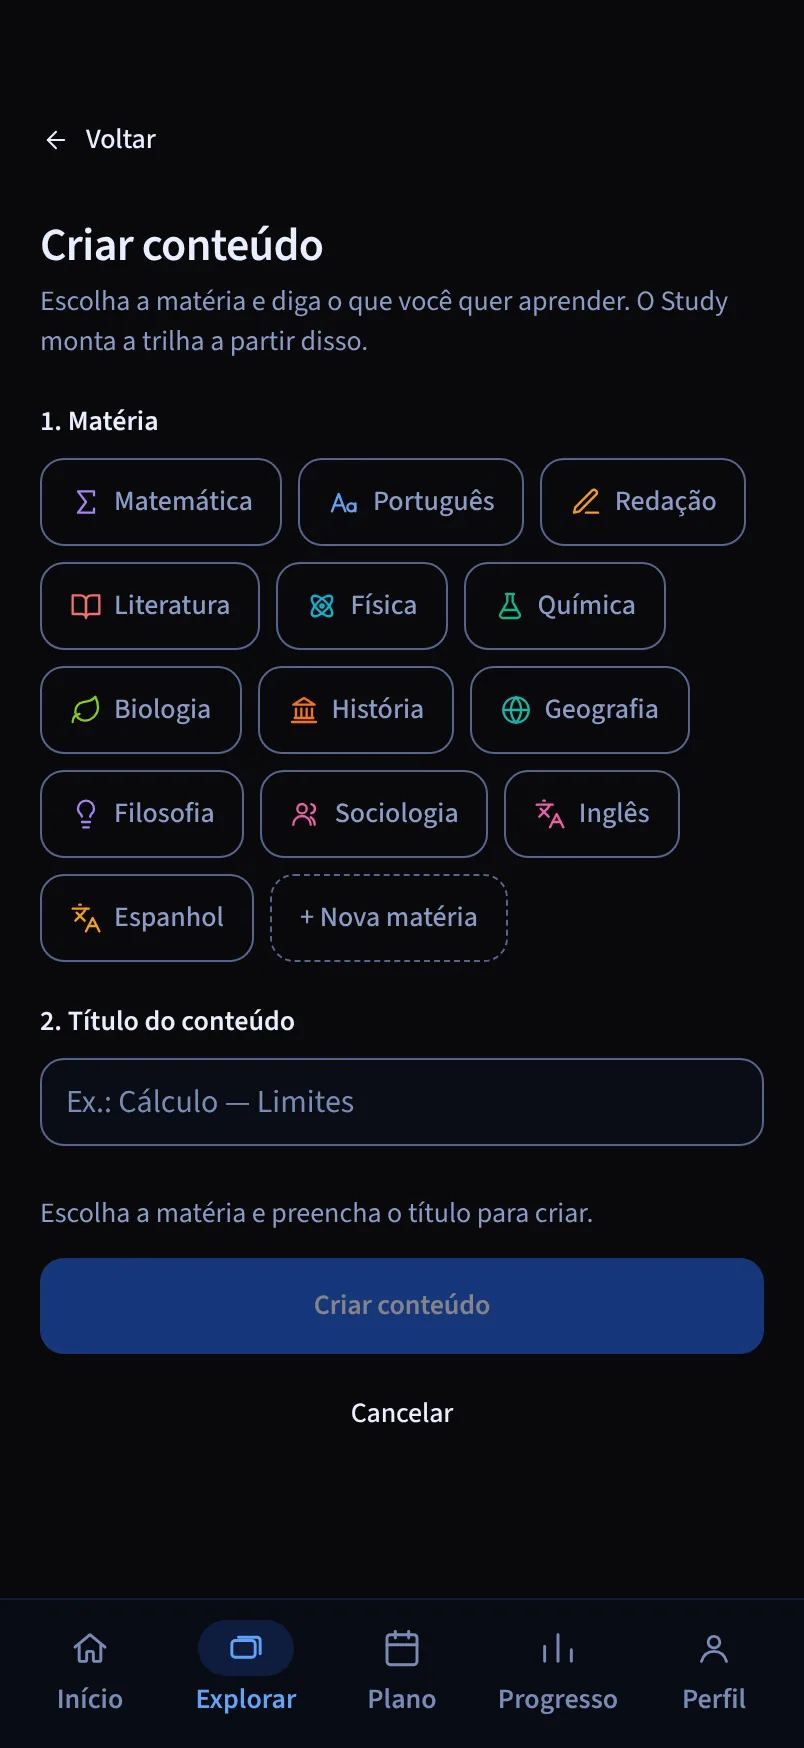 Voltar
Criar conteúdo
Escolha a matéria e diga o que você quer aprender. O Study
monta a trilha a partir disso.
1. Matéria
Matemática
Português
Redação
Literatura
Física
Química
Biologia
História
Geografia
Filosofia
Sociologia
Inglês
Espanhol
+ Nova matéria
2. Título do conteúdo
Ex.: Cálculo — Limites
Escolha a matéria e preencha o título para criar.
Criar conteúdo
Cancelar
Início
Explorar
Plano
Progresso
Perfil